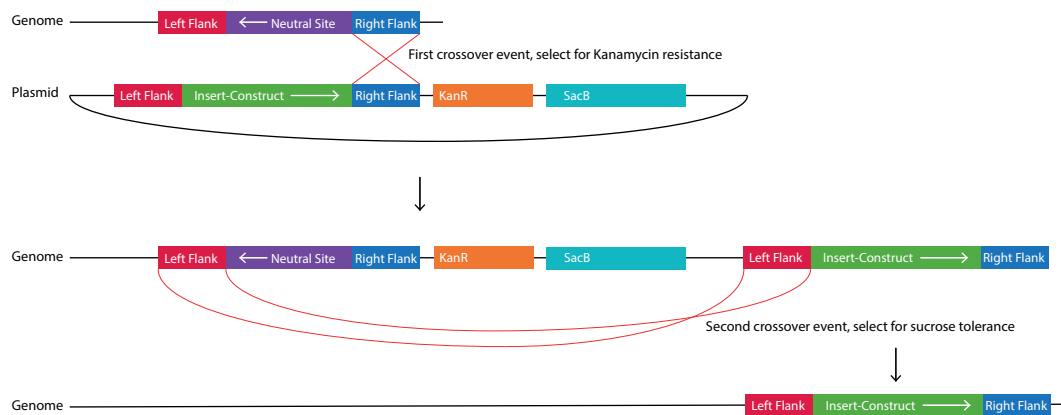 Genome Left Flank Neutral Site Right Flank
First crossover event, select for Kanamycin resistance
Plasmid Left Flank Insert-Construct Right Flank KanR SacB
Genome Left Flank Neutral Site Right Flank KanR SacB Left Flank Insert-Construct Right Flank
Second crossover event, select for sucrose tolerance
Genome Left Flank Insert-Construct Right Flank